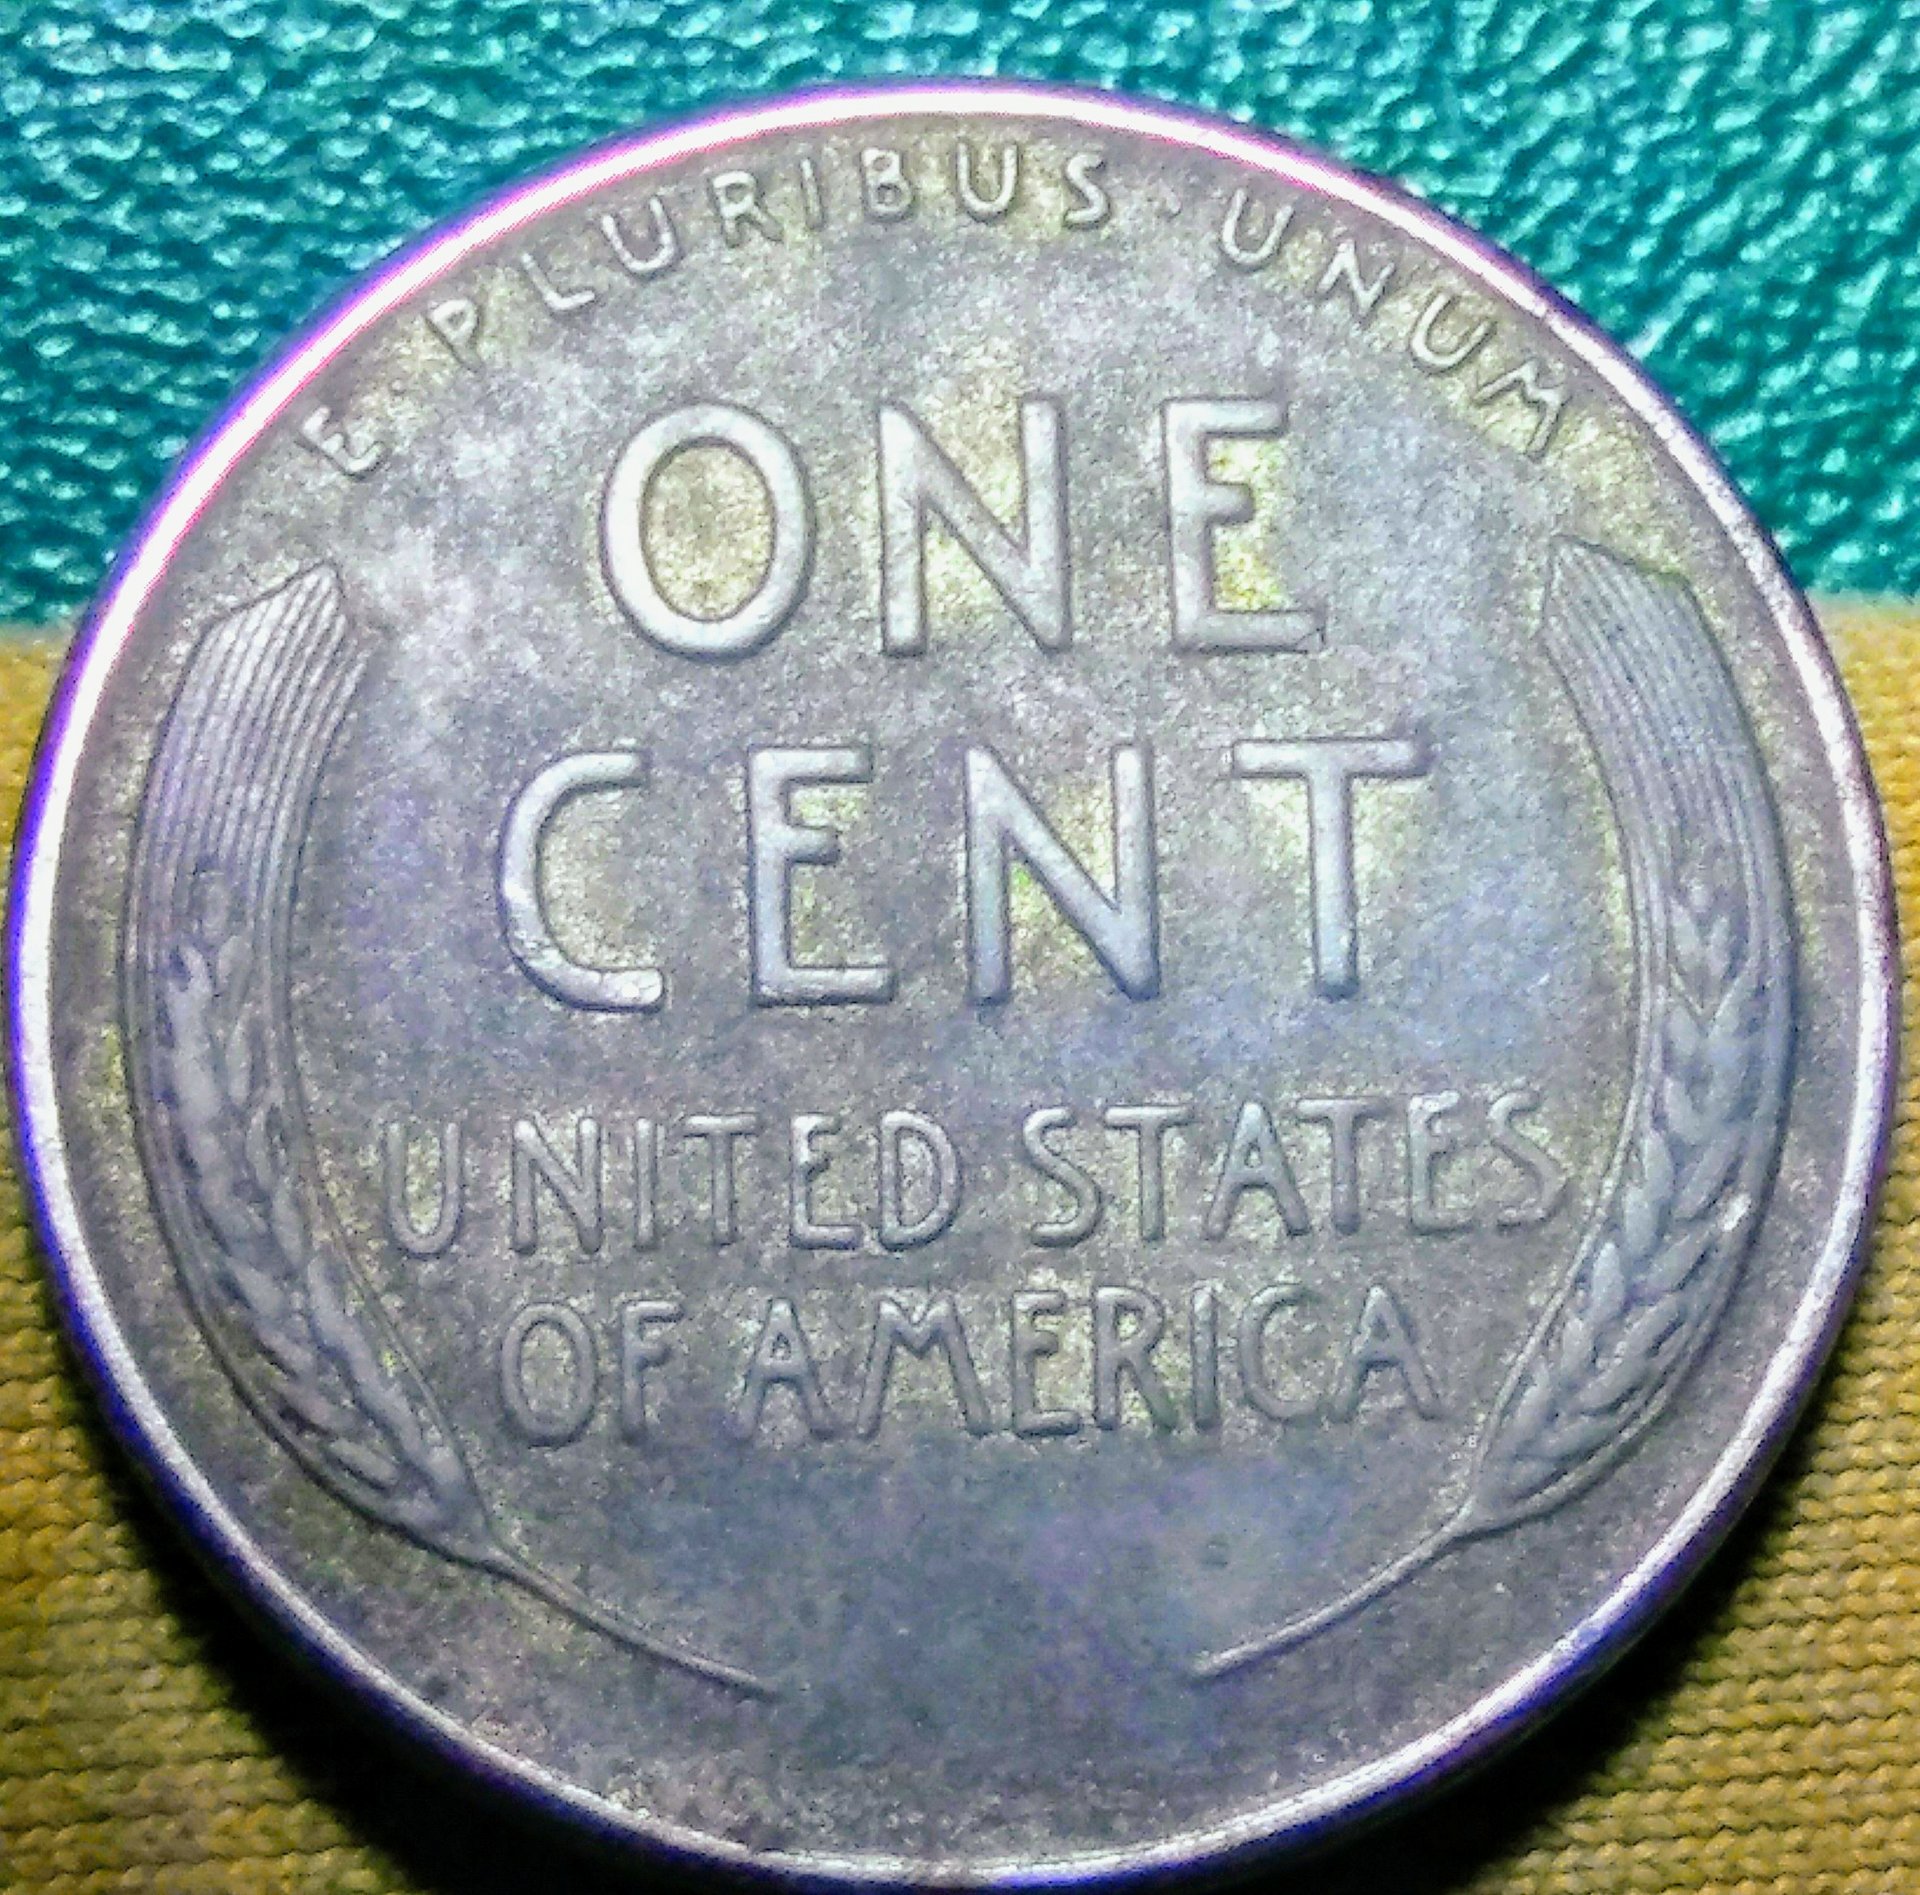 E PLURIBUS · UNUM
ONE
CENT
UNITED STATES
OF AMERICA